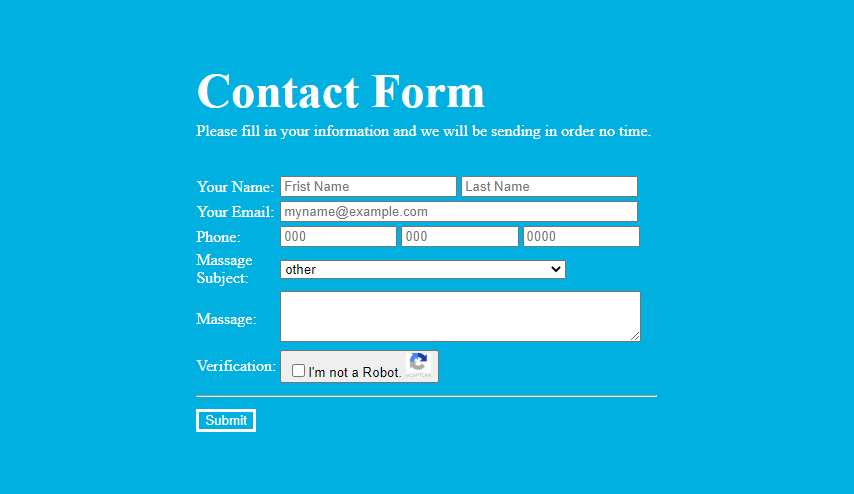 Contact Form
Please fill in your information and we will be sending in order no time.
Your Name: Frist Name Last Name
Your Email: myname@example.com
Phone: 000 000 0000
Massage
Subject: other
Massage:
Verification: I'm not a Robot. reCAPTCHA
Submit